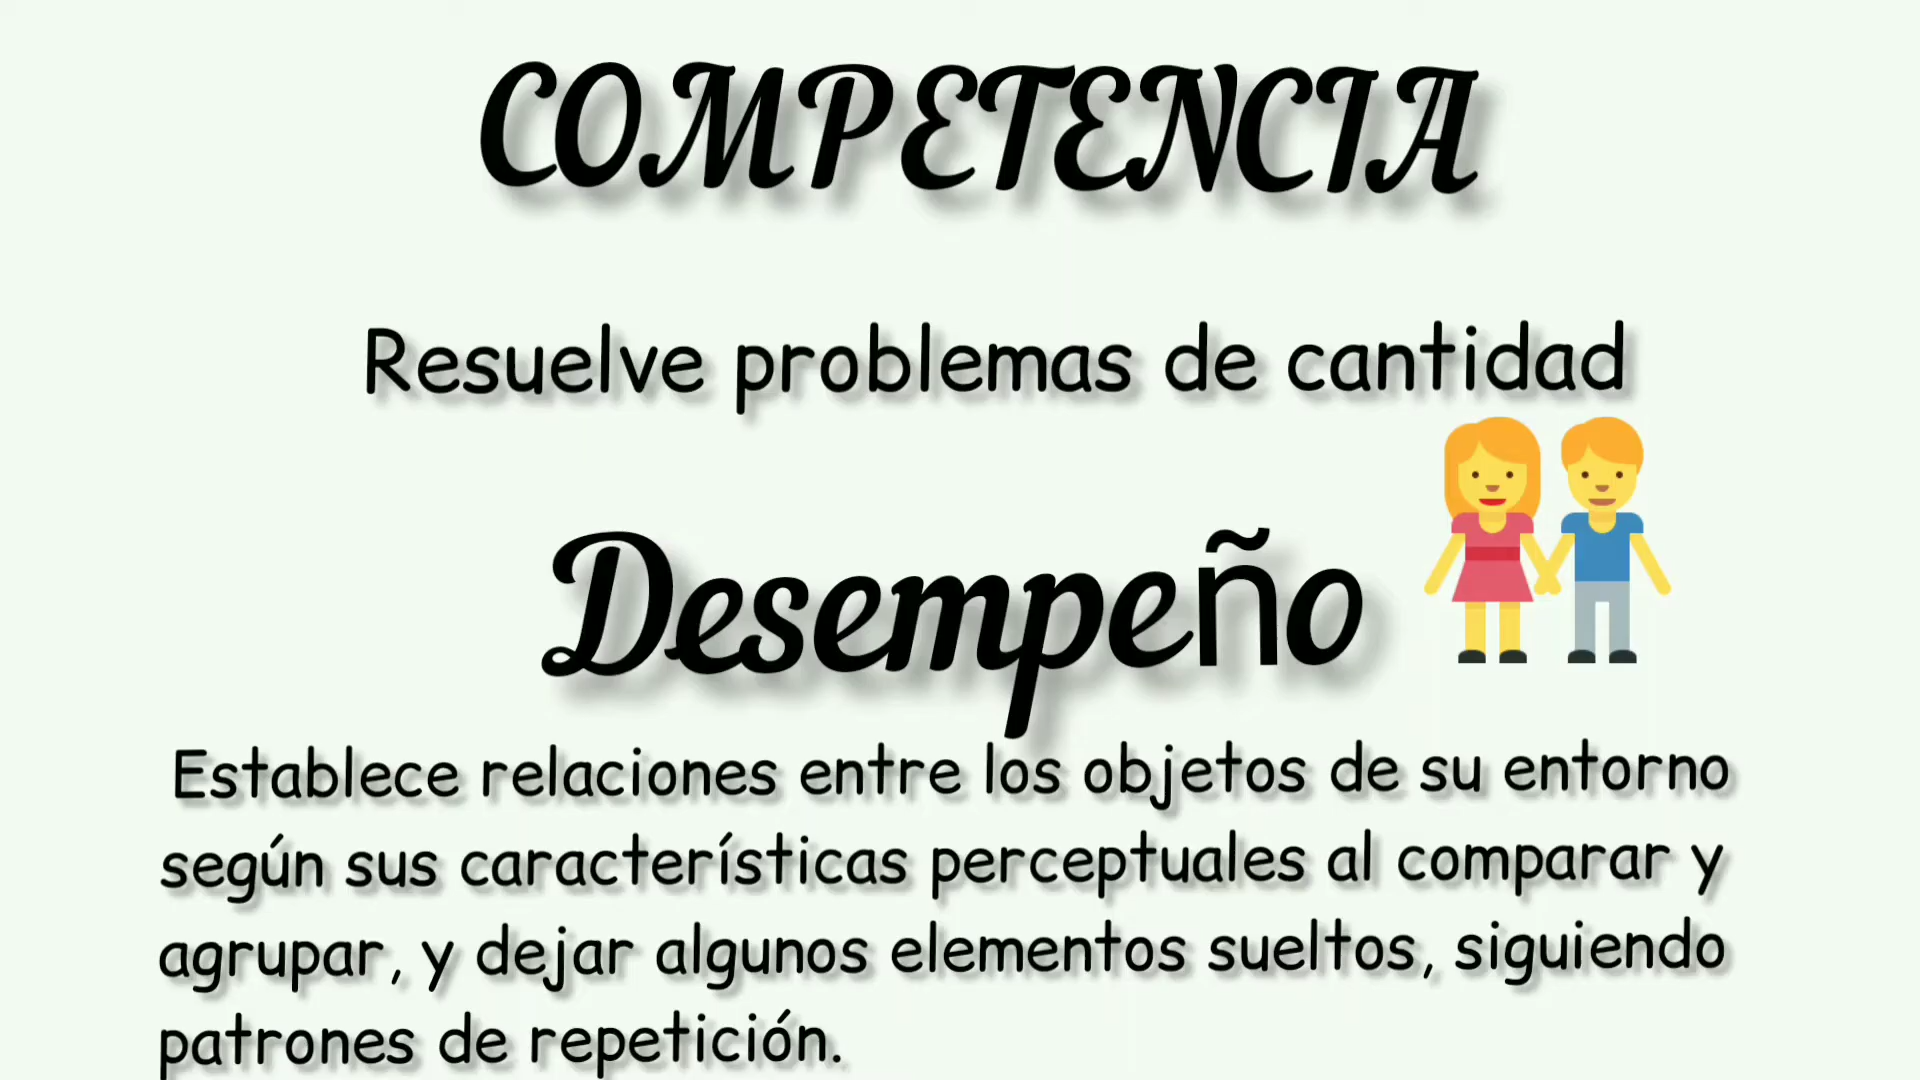 COMPETENCIA
Resuelve problemas de cantidad
Desempeño
Establece relaciones entre los objetos de su entorno
según sus características perceptuales al comparar y
agrupar, y dejar algunos elementos sueltos, siguiendo
patrones de repetición.